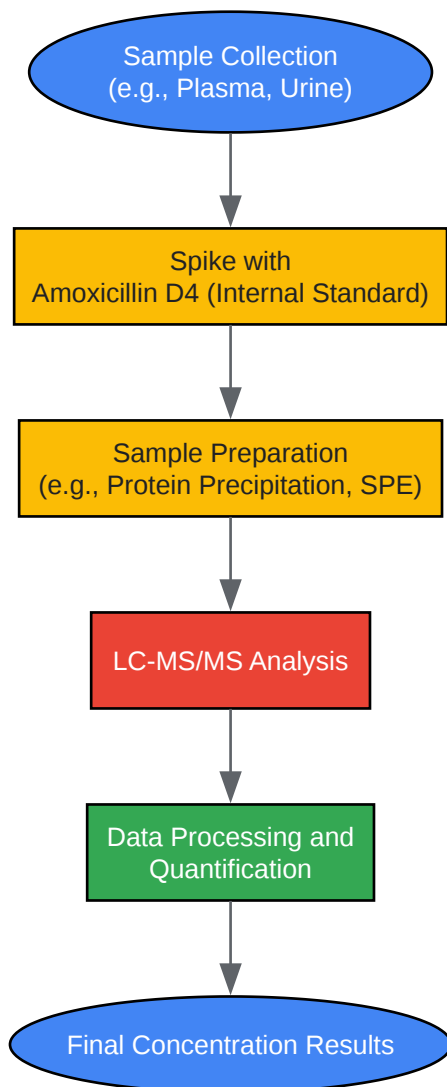 Sample Collection
(e.g., Plasma, Urine)
Spike with
Amoxicillin D4 (Internal Standard)
Sample Preparation
(e.g., Protein Precipitation, SPE)
LC-MS/MS Analysis
Data Processing and
Quantification
Final Concentration Results